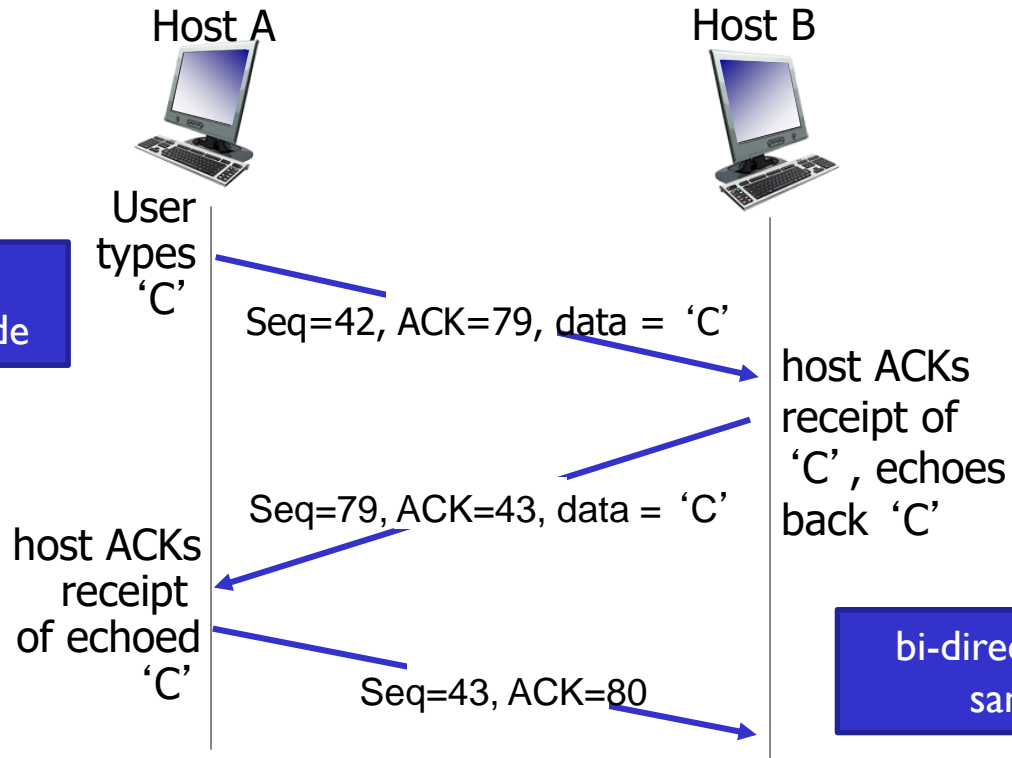 Host A
Host B
User
types
‘C’
de
Seq=42, ACK=79, data = ‘C’
host ACKs
receipt of
‘C’, echoes
back ‘C’
Seq=79, ACK=43, data = ‘C’
host ACKs
receipt
of echoed
‘C’
Seq=43, ACK=80
bi-direc
sar